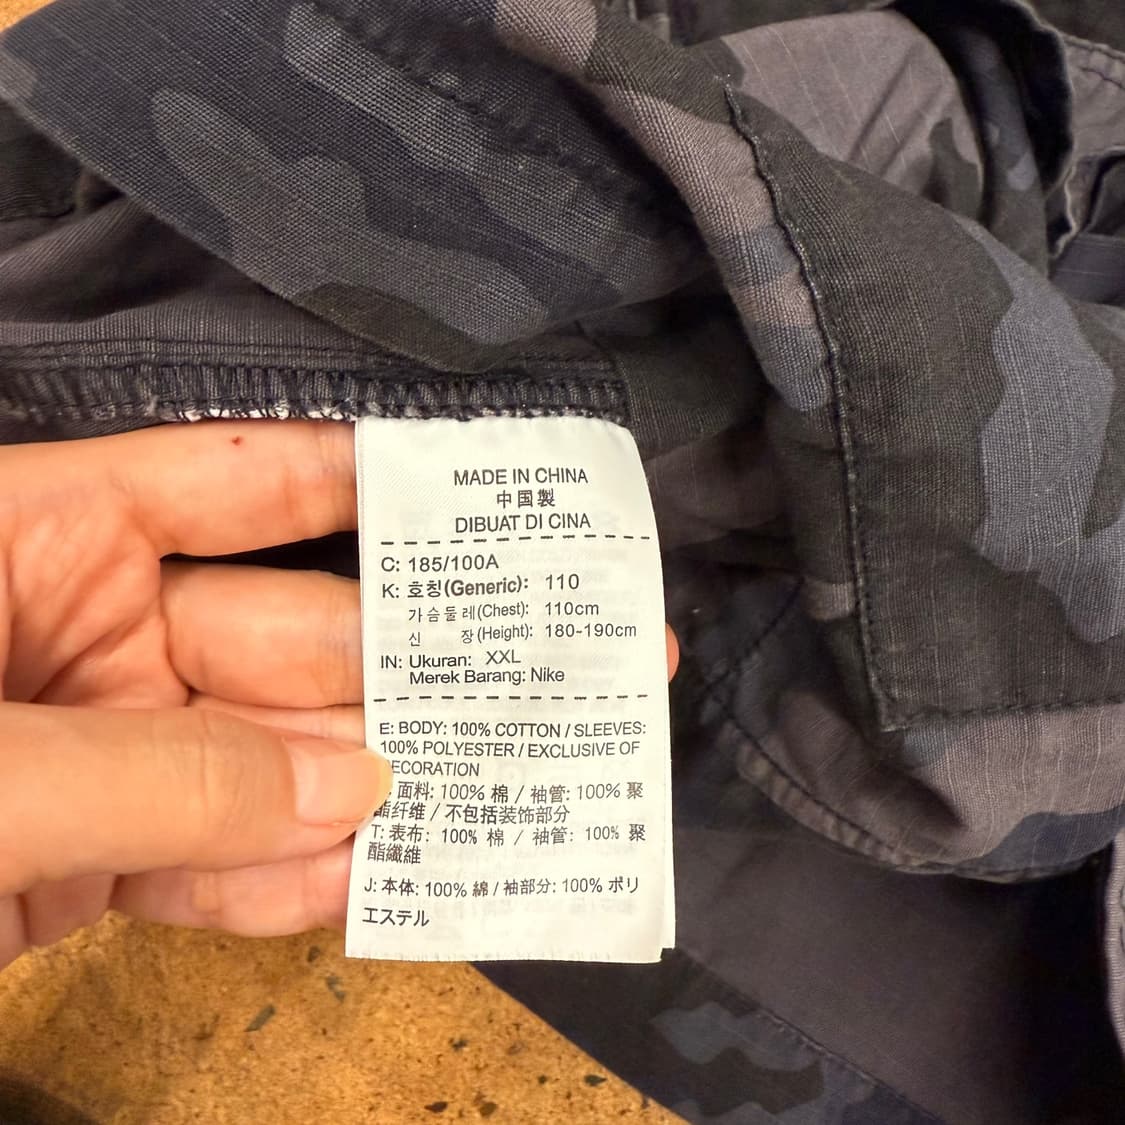 MADE IN CHINA
中国製
DIBUAT DI CINA
C: 185/100A
K: 호칭(Generic): 110
가슴둘레(Chest): 110cm
신 장(Height): 180-190cm
IN: Ukuran: XXL
Merek Barang: Nike
E: BODY: 100% COTTON / SLEEVES:
100% POLYESTER / EXCLUSIVE OF
ECORATION
面料: 100% 棉 / 袖管: 100% 聚
酯纤维 / 不包括装饰部分
T: 表布: 100% 棉 / 袖管: 100% 聚
酯纖維
J: 本体: 100% 綿 / 袖部分: 100% ポリ
エステル